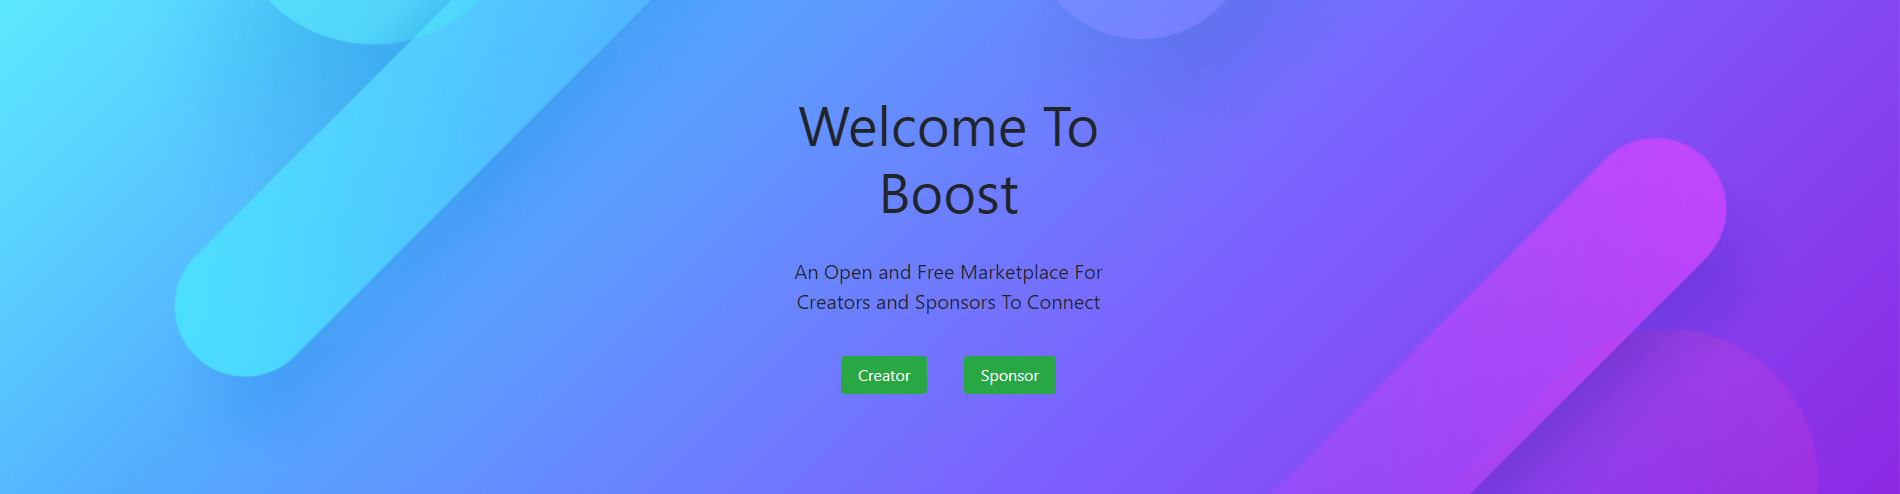 Welcome To
Boost
An Open and Free Marketplace For
Creators and Sponsors To Connect
Creator
Sponsor